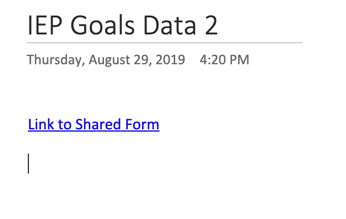 IEP Goals Data 2
Thursday, August 29, 2019 4:20 PM
Link to Shared Form